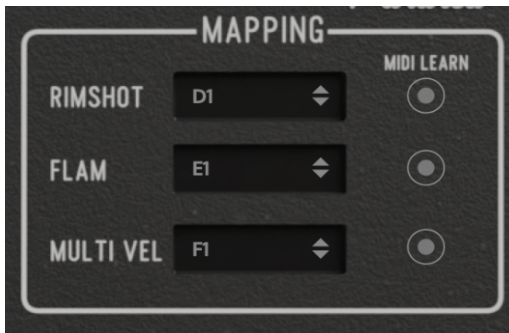 MAPPING
MIDI LEARN
RIMSHOT D1
FLAM E1
MULTI VEL F1